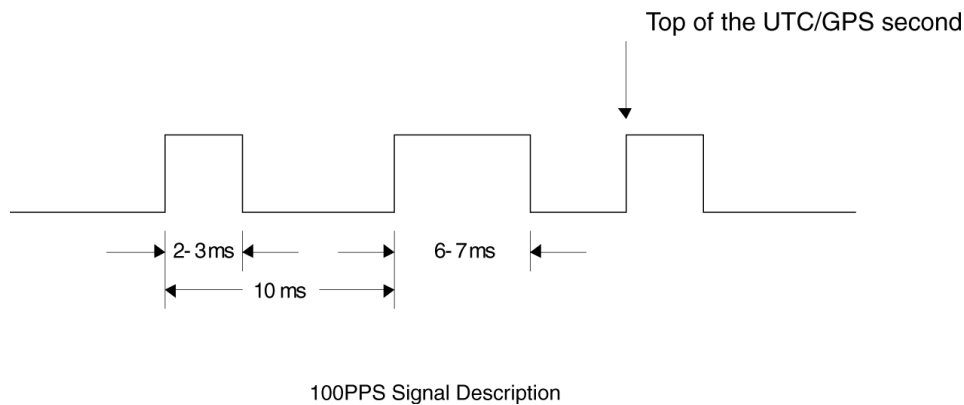 Top of the UTC/GPS second
2-3ms
6-7ms
10 ms
100PPS Signal Description